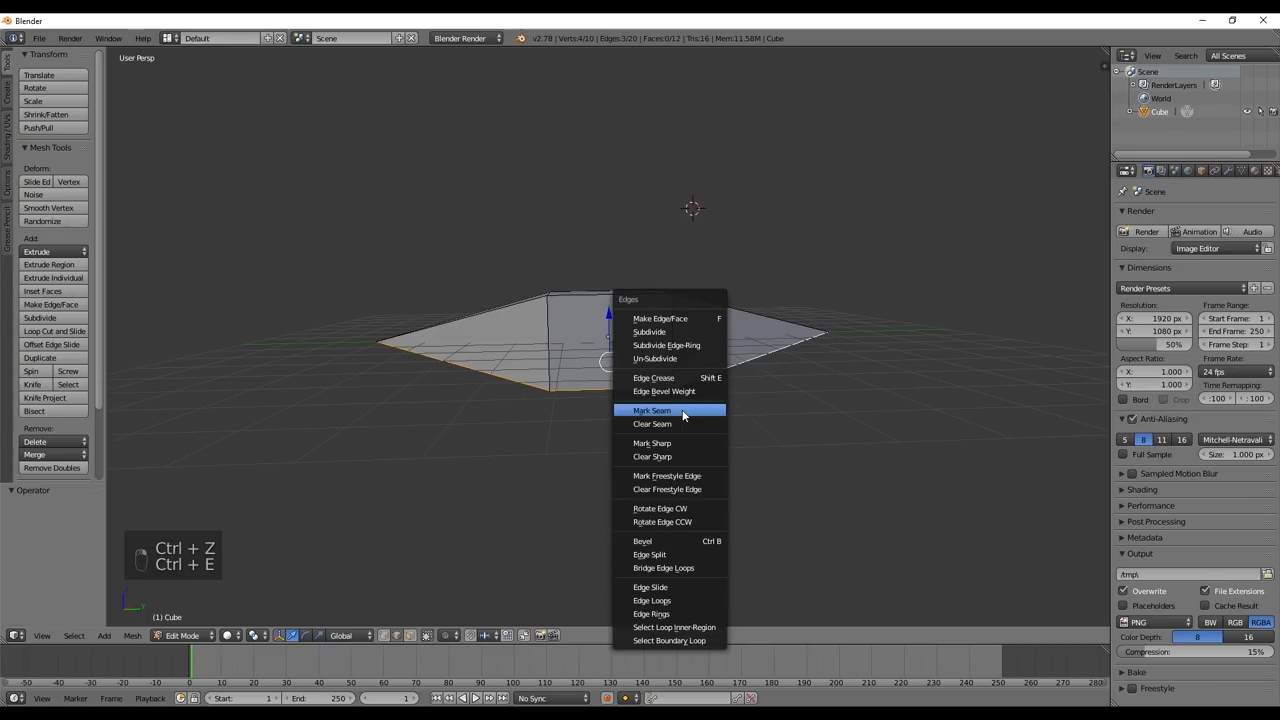 Blender
File Render Window Help Default Scene Blender Render v2.78 | Verts:4/10 | Edges:3/20 | Faces:0/12 | Tris:16 | Mem:11.58M | Cube
View Search All Scenes
Scene
RenderLayers
World
Cube
Tools
Create
Shading / UVs
Options
Grease Pencil
Transform
Translate
Rotate
Scale
Shrink/Fatten
Push/Pull
Mesh Tools
Deform:
Slide Ed Vertex
Noise
Smooth Vertex
Randomize
Add:
Extrude
Extrude Region
Extrude Individual
Inset Faces
Make Edge/Face
Subdivide
Loop Cut and Slide
Offset Edge Slide
Duplicate
Spin Screw
Knife Select
Knife Project
Bisect
Remove:
Delete
Merge
Remove Doubles
Operator
User Persp
Edges
Make Edge/Face F
Subdivide
Subdivide Edge-Ring
Un-Subdivide
Edge Crease Shift E
Edge Bevel Weight
Mark Seam
Clear Seam
Mark Sharp
Clear Sharp
Mark Freestyle Edge
Clear Freestyle Edge
Rotate Edge CW
Rotate Edge CCW
Bevel Ctrl B
Edge Split
Bridge Edge Loops
Edge Slide
Edge Loops
Edge Rings
Select Loop Inner-Region
Select Boundary Loop
Ctrl + Z
Ctrl + E
z
y
(1) Cube
Scene
Render
Render Animation Audio
Display: Image Editor
Dimensions
Render Presets
Resolution: Frame Range:
X: 1920 px Start Frame: 1
Y: 1080 px End Frame: 250
50% Frame Step: 1
Aspect Ratio: Frame Rate:
X: 1.000 24 fps
Y: 1.000 Time Remapping:
Bord Crop :100 :100
Anti-Aliasing
5 8 11 16 Mitchell-Netravali
Full Sample Size: 1.000 px
Sampled Motion Blur
Shading
Performance
Post Processing
Metadata
Output
/tmp\
Overwrite File Extensions
Placeholders Cache Result
PNG BW RGB RGBA
Color Depth: 8 16
Compression: 15%
Bake
Freestyle
View Select Add Mesh Edit Mode Global
-50 -40 -30 -20 -10 0 10 20 30 40 50 60 70 80 90 100 110 120 130 140 150 160 170 180 190 200 210 220 230 240 250 260 270 280
View Marker Frame Playback Start: 1 End: 250 1 No Sync